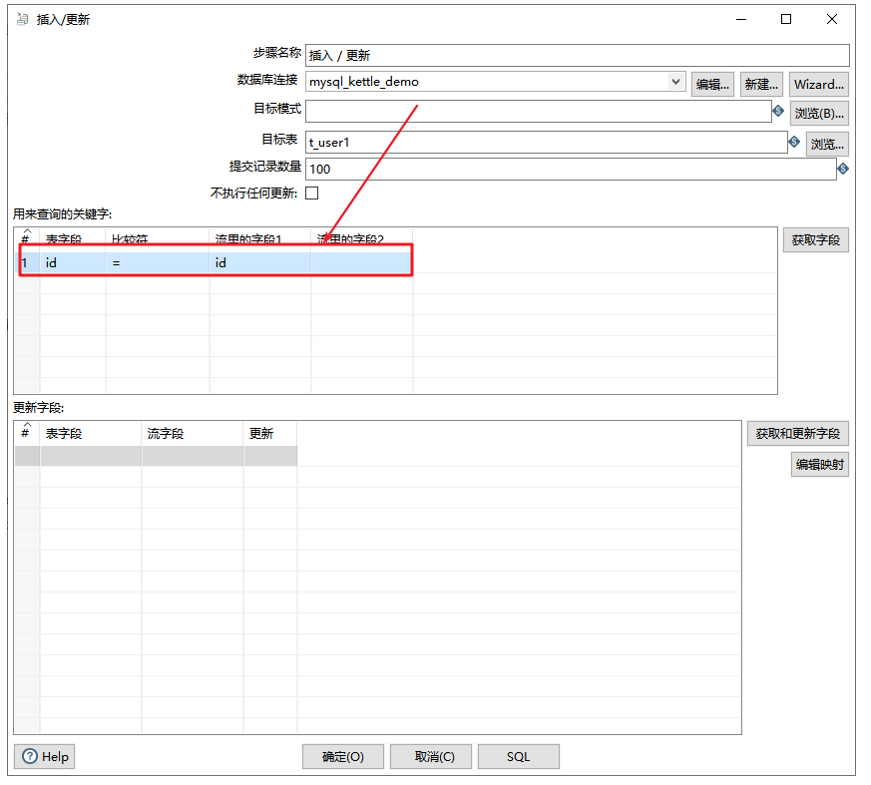 插入/更新
步骤名称 插入 / 更新
数据库连接 mysql_kettle_demo 编辑... 新建... Wizard...
目标模式 浏览(B)...
目标表 t_user1 浏览...
提交记录数量 100
不执行任何更新:
用来查询的关键字:
# 表字段 比较符 流里的字段1 流里的字段2 获取字段
1 id = id
更新字段:
# 表字段 流字段 更新 获取和更新字段
编辑映射
Help 确定(O) 取消(C) SQL